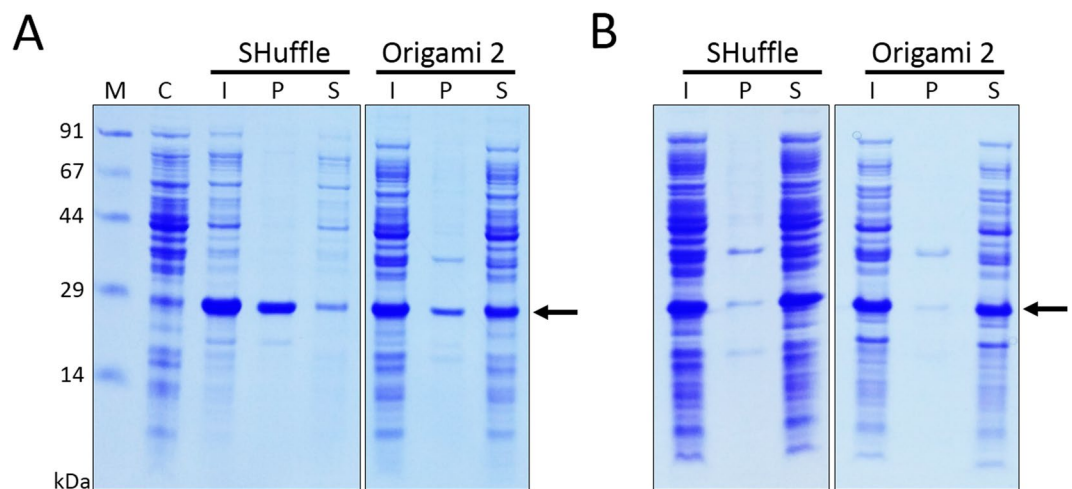 A
B
SHuffle Origami 2
SHuffle Origami 2
M C I P S I P S
I P S I P S
91
67
44
29
14
kDa